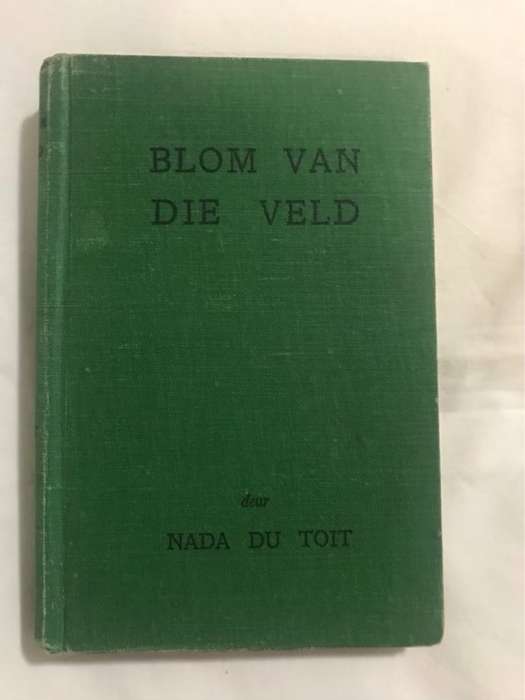 BLOM VAN
DIE VELD
deur
NADA DU TOIT